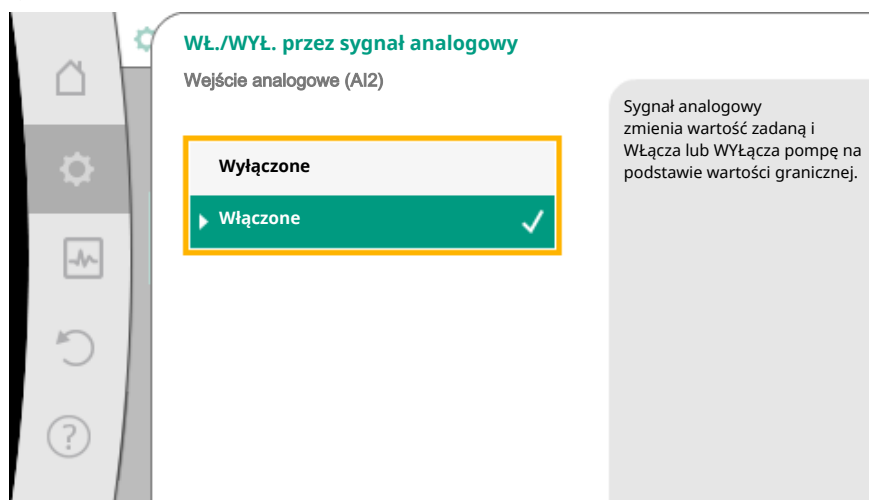 WŁ./WYŁ. przez sygnał analogowy
Wejście analogowe (AI2)
Sygnał analogowy
zmienia wartość zadaną i
WŁącza lub WYŁącza pompę na
podstawie wartości granicznej.
Wyłączone
Włączone
?